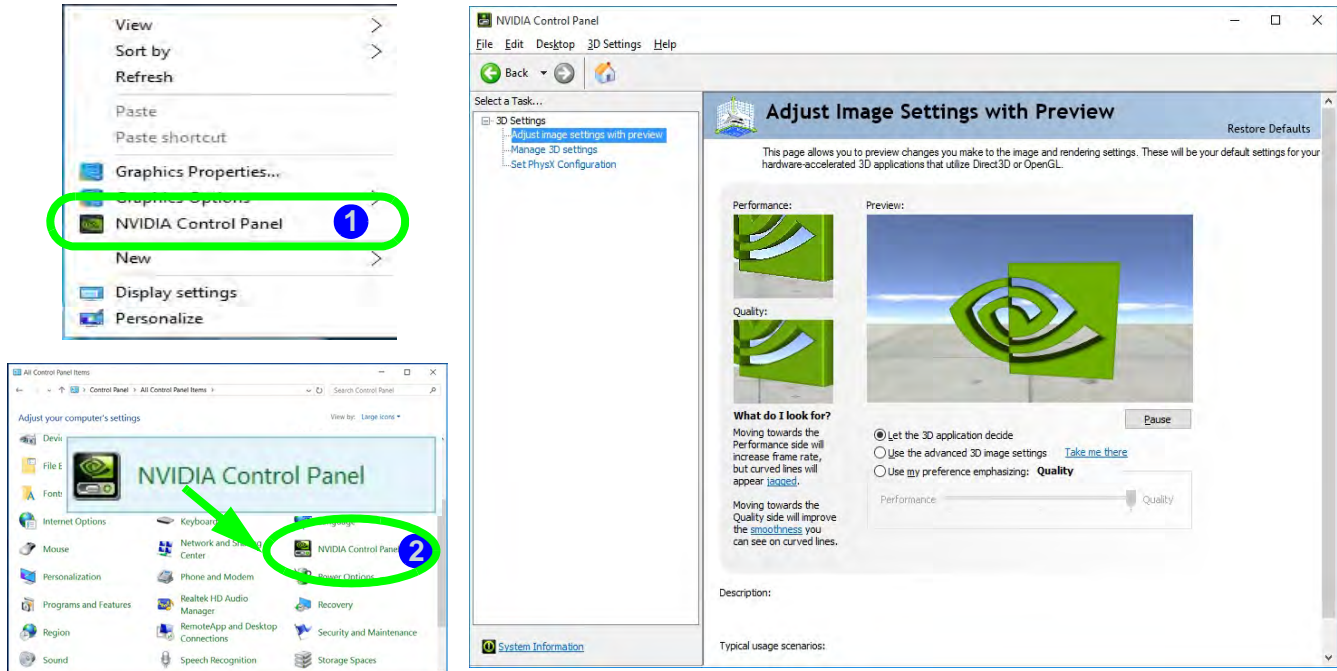 View
Sort by
Refresh
Paste
Paste shortcut
Graphics Properties...
Graphics Options
NVIDIA Control Panel
1
New
Display settings
Personalize
All Control Panel Items
Control Panel > All Control Panel Items >
Search Control Panel
Adjust your computer's settings
View by: Large icons
Devic
File E
Font
NVIDIA Control Panel
Internet Options
Keyboard
Language
Mouse
Network and Sharing
Center
NVIDIA Control Panel
2
Personalization
Phone and Modem
Power Options
Programs and Features
Realtek HD Audio
Manager
Recovery
Region
RemoteApp and Desktop
Connections
Security and Maintenance
Sound
Speech Recognition
Storage Spaces
NVIDIA Control Panel
File Edit Desktop 3D Settings Help
Back
Select a Task...
3D Settings
Adjust image settings with preview
Manage 3D settings
Set PhysX Configuration
System Information
Adjust Image Settings with Preview
Restore Defaults
This page allows you to preview changes you make to the image and rendering settings. These will be your default settings for your
hardware-accelerated 3D applications that utilize Direct3D or OpenGL.
Performance:
Preview:
Quality:
What do I look for?
Moving towards the
Performance side will
increase frame rate,
but curved lines will
appear jagged.
Moving towards the
Quality side will improve
the smoothness you
can see on curved lines.
Pause
Let the 3D application decide
Use the advanced 3D image settings Take me there
Use my preference emphasizing: Quality
Performance Quality
Description:
Typical usage scenarios: